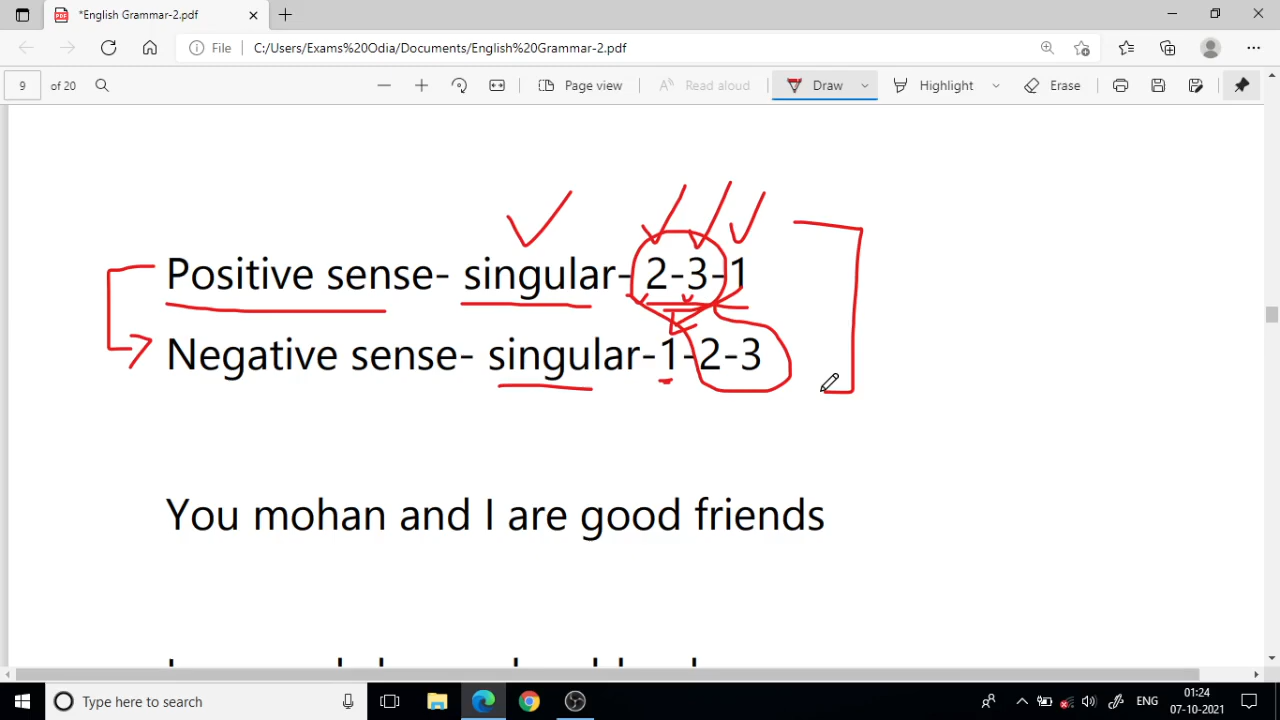 *English Grammar-2.pdf
File C:/Users/Exams%20Odia/Documents/English%20Grammar-2.pdf
9 of 20 Page view Read aloud Draw Highlight Erase
Positive sense- singular- 2-3-1
Negative sense- singular-1-2-3
You mohan and I are good friends
Type here to search ENG 01:24
07-10-2021